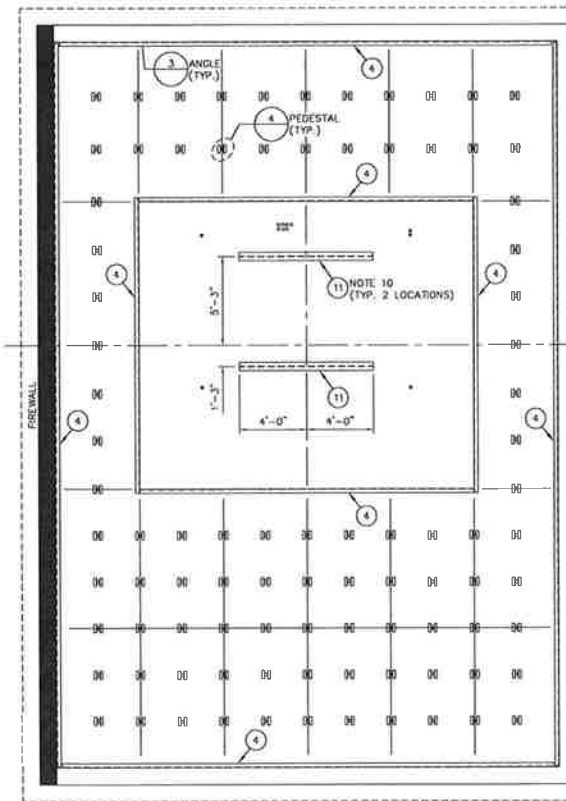 3 ANGLE
(TYP.)
4
4 PEDESTAL
(TYP.)
4
4
4
5'-3"
11 NOTE 10
(TYP. 2 LOCATIONS)
1'-3"
11
4'-0" 4'-0"
FIREWALL
4
4
4
4